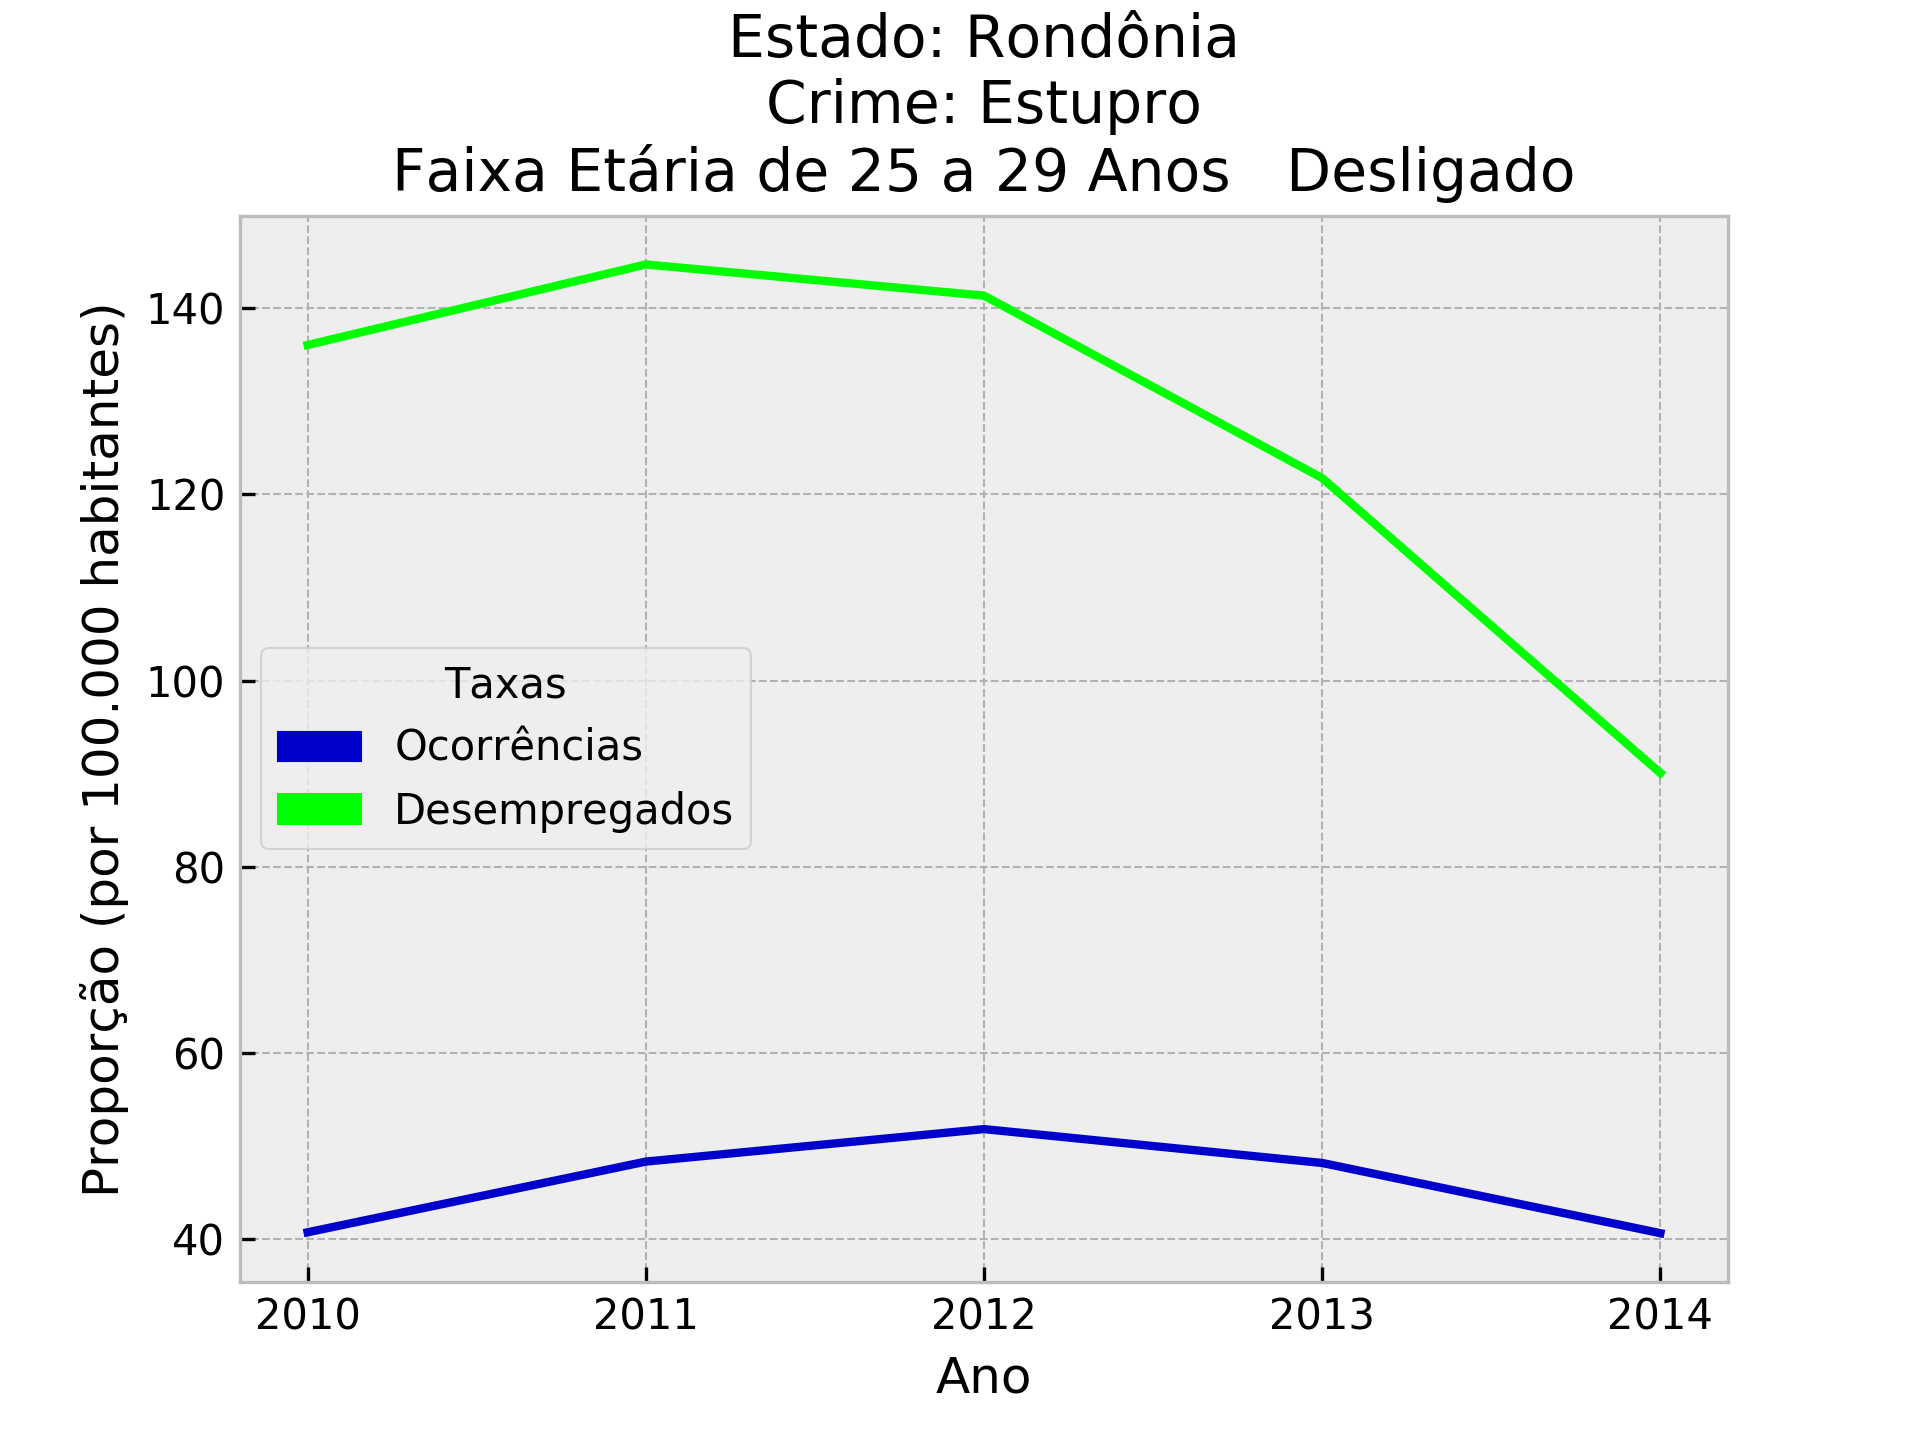 Estado: Rondônia
Crime: Estupro
Faixa Etária de 25 a 29 Anos   Desligado
Proporção (por 100.000 habitantes)
140
120
100
80
60
40
Taxas
Ocorrências
Desempregados
2010 2011 2012 2013 2014
Ano